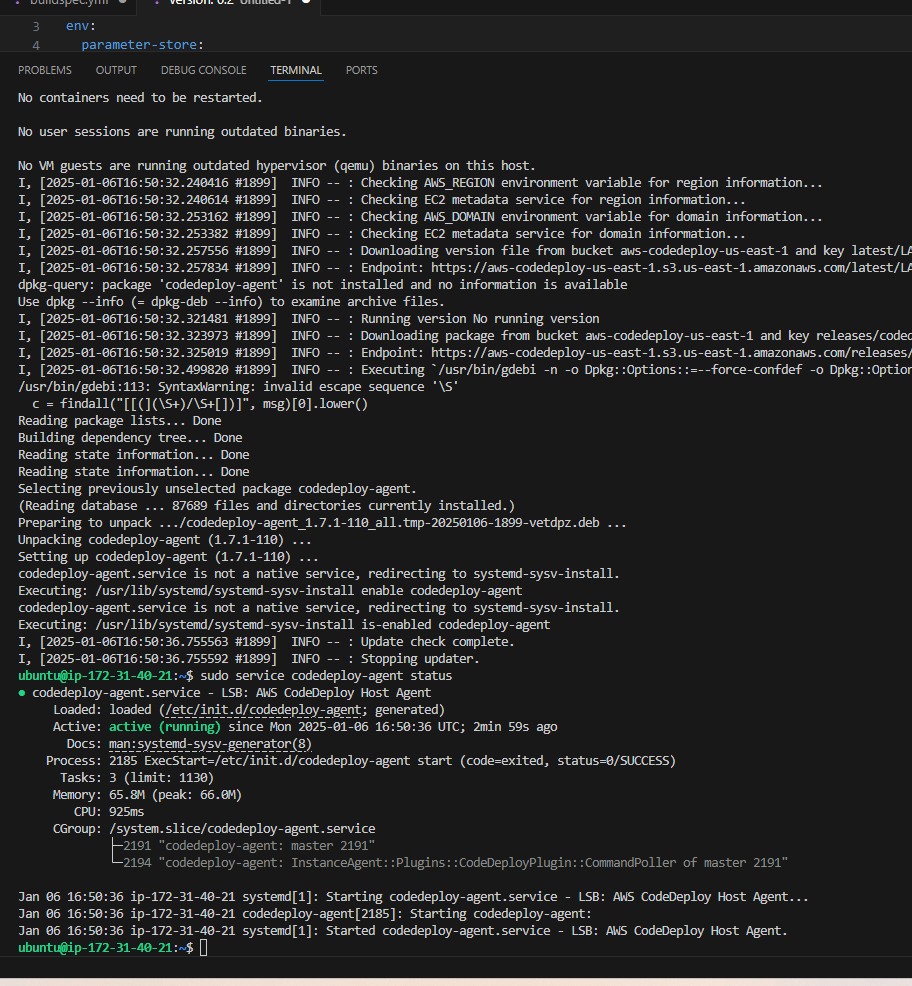 buildspec.yml ● version: 0.2 Untitled-1 ●
3 env:
4 parameter-store:
PROBLEMS OUTPUT DEBUG CONSOLE TERMINAL PORTS
No containers need to be restarted.
No user sessions are running outdated binaries.
No VM guests are running outdated hypervisor (qemu) binaries on this host.
I, [2025-01-06T16:50:32.240416 #1899]  INFO -- : Checking AWS_REGION environment variable for region information...
I, [2025-01-06T16:50:32.240614 #1899]  INFO -- : Checking EC2 metadata service for region information...
I, [2025-01-06T16:50:32.253162 #1899]  INFO -- : Checking AWS_DOMAIN environment variable for domain information...
I, [2025-01-06T16:50:32.253382 #1899]  INFO -- : Checking EC2 metadata service for domain information...
I, [2025-01-06T16:50:32.257556 #1899]  INFO -- : Downloading version file from bucket aws-codedeploy-us-east-1 and key latest/LA
I, [2025-01-06T16:50:32.257834 #1899]  INFO -- : Endpoint: https://aws-codedeploy-us-east-1.s3.us-east-1.amazonaws.com/latest/LA
dpkg-query: package 'codedeploy-agent' is not installed and no information is available
Use dpkg --info (= dpkg-deb --info) to examine archive files.
I, [2025-01-06T16:50:32.321481 #1899]  INFO -- : Running version No running version
I, [2025-01-06T16:50:32.323973 #1899]  INFO -- : Downloading package from bucket aws-codedeploy-us-east-1 and key releases/coded
I, [2025-01-06T16:50:32.325019 #1899]  INFO -- : Endpoint: https://aws-codedeploy-us-east-1.s3.us-east-1.amazonaws.com/releases/
I, [2025-01-06T16:50:32.499820 #1899]  INFO -- : Executing `/usr/bin/gdebi -n -o Dpkg::Options::=--force-confdef -o Dpkg::Option
/usr/bin/gdebi:113: SyntaxWarning: invalid escape sequence '\S'
  c = findall("[[(](\S+)/\S+[])]", msg)[0].lower()
Reading package lists... Done
Building dependency tree... Done
Reading state information... Done
Reading state information... Done
Selecting previously unselected package codedeploy-agent.
(Reading database ... 87689 files and directories currently installed.)
Preparing to unpack .../codedeploy-agent_1.7.1-110_all.tmp-20250106-1899-vetdpz.deb ...
Unpacking codedeploy-agent (1.7.1-110) ...
Setting up codedeploy-agent (1.7.1-110) ...
codedeploy-agent.service is not a native service, redirecting to systemd-sysv-install.
Executing: /usr/lib/systemd/systemd-sysv-install enable codedeploy-agent
codedeploy-agent.service is not a native service, redirecting to systemd-sysv-install.
Executing: /usr/lib/systemd/systemd-sysv-install is-enabled codedeploy-agent
I, [2025-01-06T16:50:36.755563 #1899]  INFO -- : Update check complete.
I, [2025-01-06T16:50:36.755592 #1899]  INFO -- : Stopping updater.
ubuntu@ip-172-31-40-21:~$ sudo service codedeploy-agent status
● codedeploy-agent.service - LSB: AWS CodeDeploy Host Agent
     Loaded: loaded (/etc/init.d/codedeploy-agent; generated)
     Active: active (running) since Mon 2025-01-06 16:50:36 UTC; 2min 59s ago
       Docs: man:systemd-sysv-generator(8)
    Process: 2185 ExecStart=/etc/init.d/codedeploy-agent start (code=exited, status=0/SUCCESS)
      Tasks: 3 (limit: 1130)
     Memory: 65.8M (peak: 66.0M)
        CPU: 925ms
     CGroup: /system.slice/codedeploy-agent.service
             ├─2191 "codedeploy-agent: master 2191"
             └─2194 "codedeploy-agent: InstanceAgent::Plugins::CodeDeployPlugin::CommandPoller of master 2191"
Jan 06 16:50:36 ip-172-31-40-21 systemd[1]: Starting codedeploy-agent.service - LSB: AWS CodeDeploy Host Agent...
Jan 06 16:50:36 ip-172-31-40-21 codedeploy-agent[2185]: Starting codedeploy-agent:
Jan 06 16:50:36 ip-172-31-40-21 systemd[1]: Started codedeploy-agent.service - LSB: AWS CodeDeploy Host Agent.
ubuntu@ip-172-31-40-21:~$